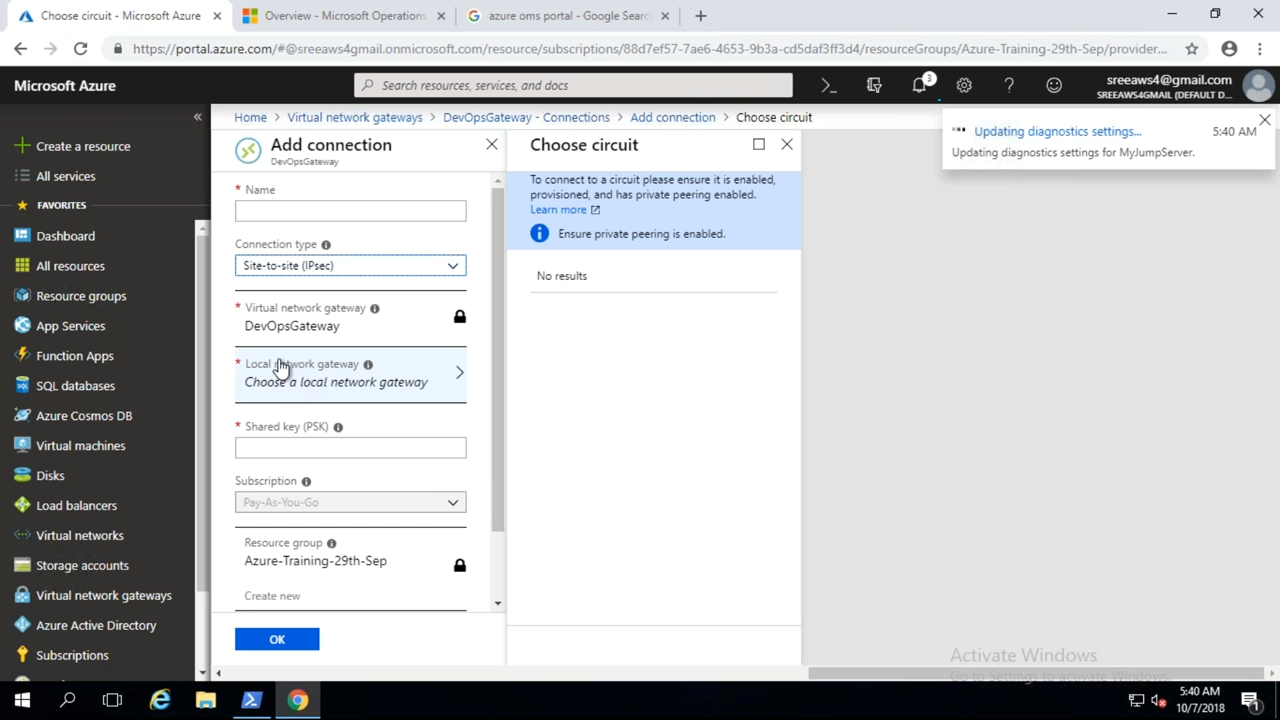 Choose circuit - Microsoft Azure
Overview - Microsoft Operations
azure oms portal - Google Search
https://portal.azure.com/#@sreeaws4gmail.onmicrosoft.com/resource/subscriptions/88d7ef57-7ae6-4653-9b3a-cd5daf3ff3d4/resourceGroups/Azure-Training-29th-Sep/provider...
Microsoft Azure
Search resources, services, and docs
3
sreeaws4@gmail.com
SREEAWS4GMAIL (DEFAULT D...
Create a resource
All services
FAVORITES
Dashboard
All resources
Resource groups
App Services
Function Apps
SQL databases
Azure Cosmos DB
Virtual machines
Disks
Load balancers
Virtual networks
Storage accounts
Virtual network gateways
Azure Active Directory
Subscriptions
Home > Virtual network gateways > DevOpsGateway - Connections > Add connection > Choose circuit
Add connection
DevOpsGateway
* Name
Connection type
Site-to-site (IPsec)
* Virtual network gateway
DevOpsGateway
* Local network gateway
Choose a local network gateway
* Shared key (PSK)
Subscription
Pay-As-You-Go
Resource group
Azure-Training-29th-Sep
Create new
OK
Choose circuit
To connect to a circuit please ensure it is enabled,
provisioned, and has private peering enabled.
Learn more
Ensure private peering is enabled.
No results
Updating diagnostics settings...
5:40 AM
Updating diagnostics settings for MyJumpServer.
Activate Windows
Go to Settings to activate Windows.
5:40 AM
10/7/2018
1